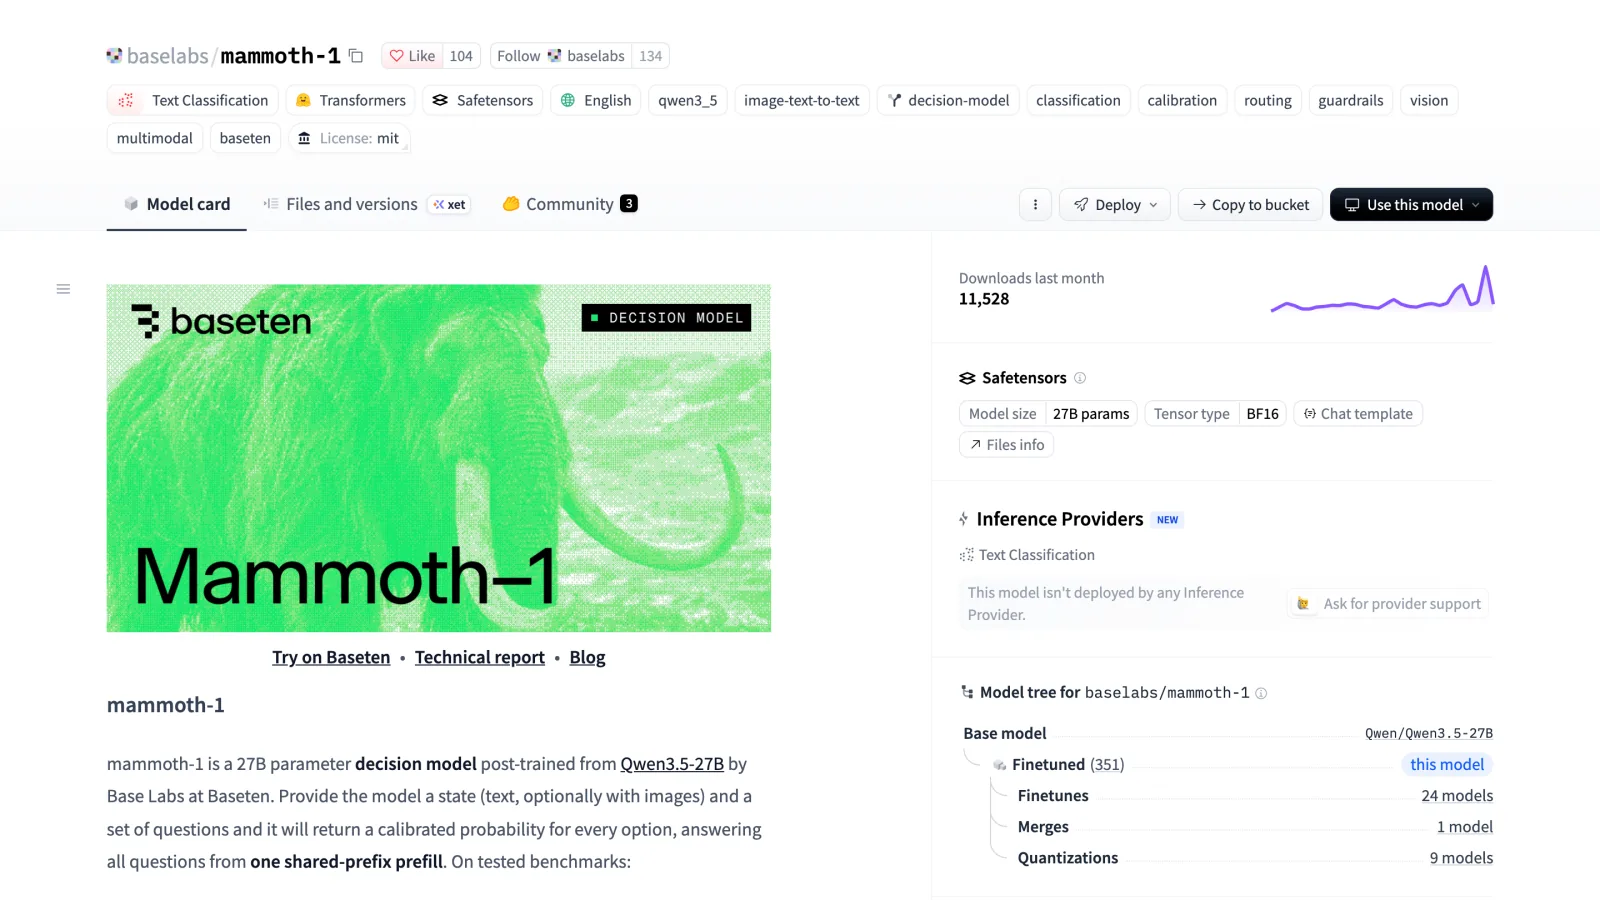 baselabs/mammoth-1 Like 104 Follow baselabs 134
Text Classification Transformers Safetensors English qwen3_5 image-text-to-text decision-model classification calibration routing guardrails vision
multimodal baseten License: mit
Model card Files and versions xet Community 3 Deploy Copy to bucket Use this model
Downloads last month
11,528
baseten
DECISION MODEL
Mammoth-1
Try on Baseten • Technical report • Blog
mammoth-1
mammoth-1 is a 27B parameter decision model post-trained from Qwen3.5-27B by
Base Labs at Baseten. Provide the model a state (text, optionally with images) and a
set of questions and it will return a calibrated probability for every option, answering
all questions from one shared-prefix prefill. On tested benchmarks:
Safetensors
Model size 27B params Tensor type BF16 Chat template
Files info
Inference Providers NEW
Text Classification
This model isn't deployed by any Inference
Provider.
Ask for provider support
Model tree for baselabs/mammoth-1
Base model Qwen/Qwen3.5-27B
Finetuned (351) this model
Finetunes 24 models
Merges 1 model
Quantizations 9 models